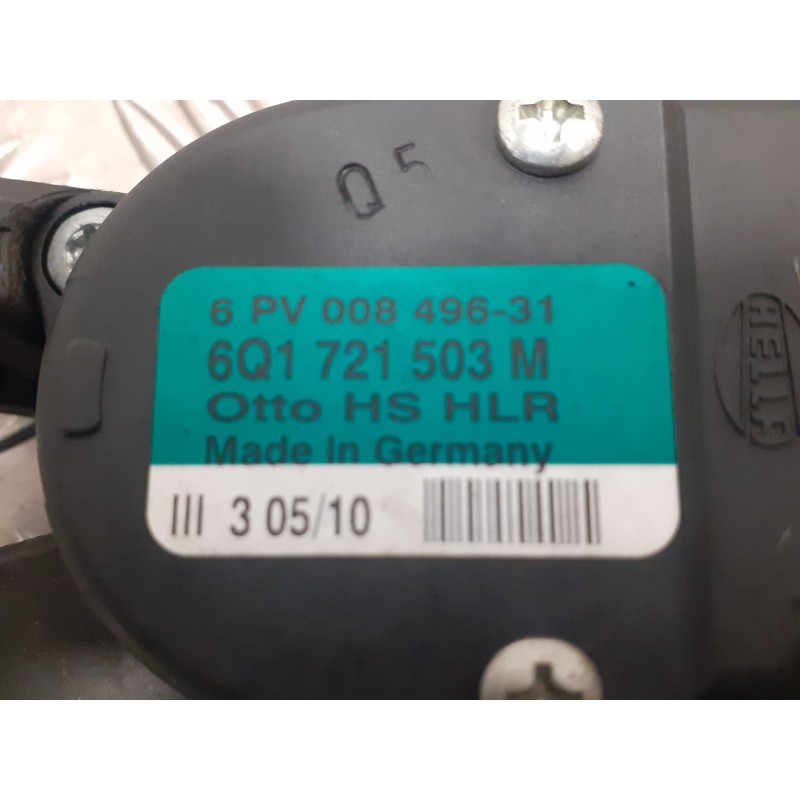 Q 5
6 PV 008 496-31
6Q1 721 503 M
Otto HS HLR
Made in Germany
III 3 05/10
HELLA